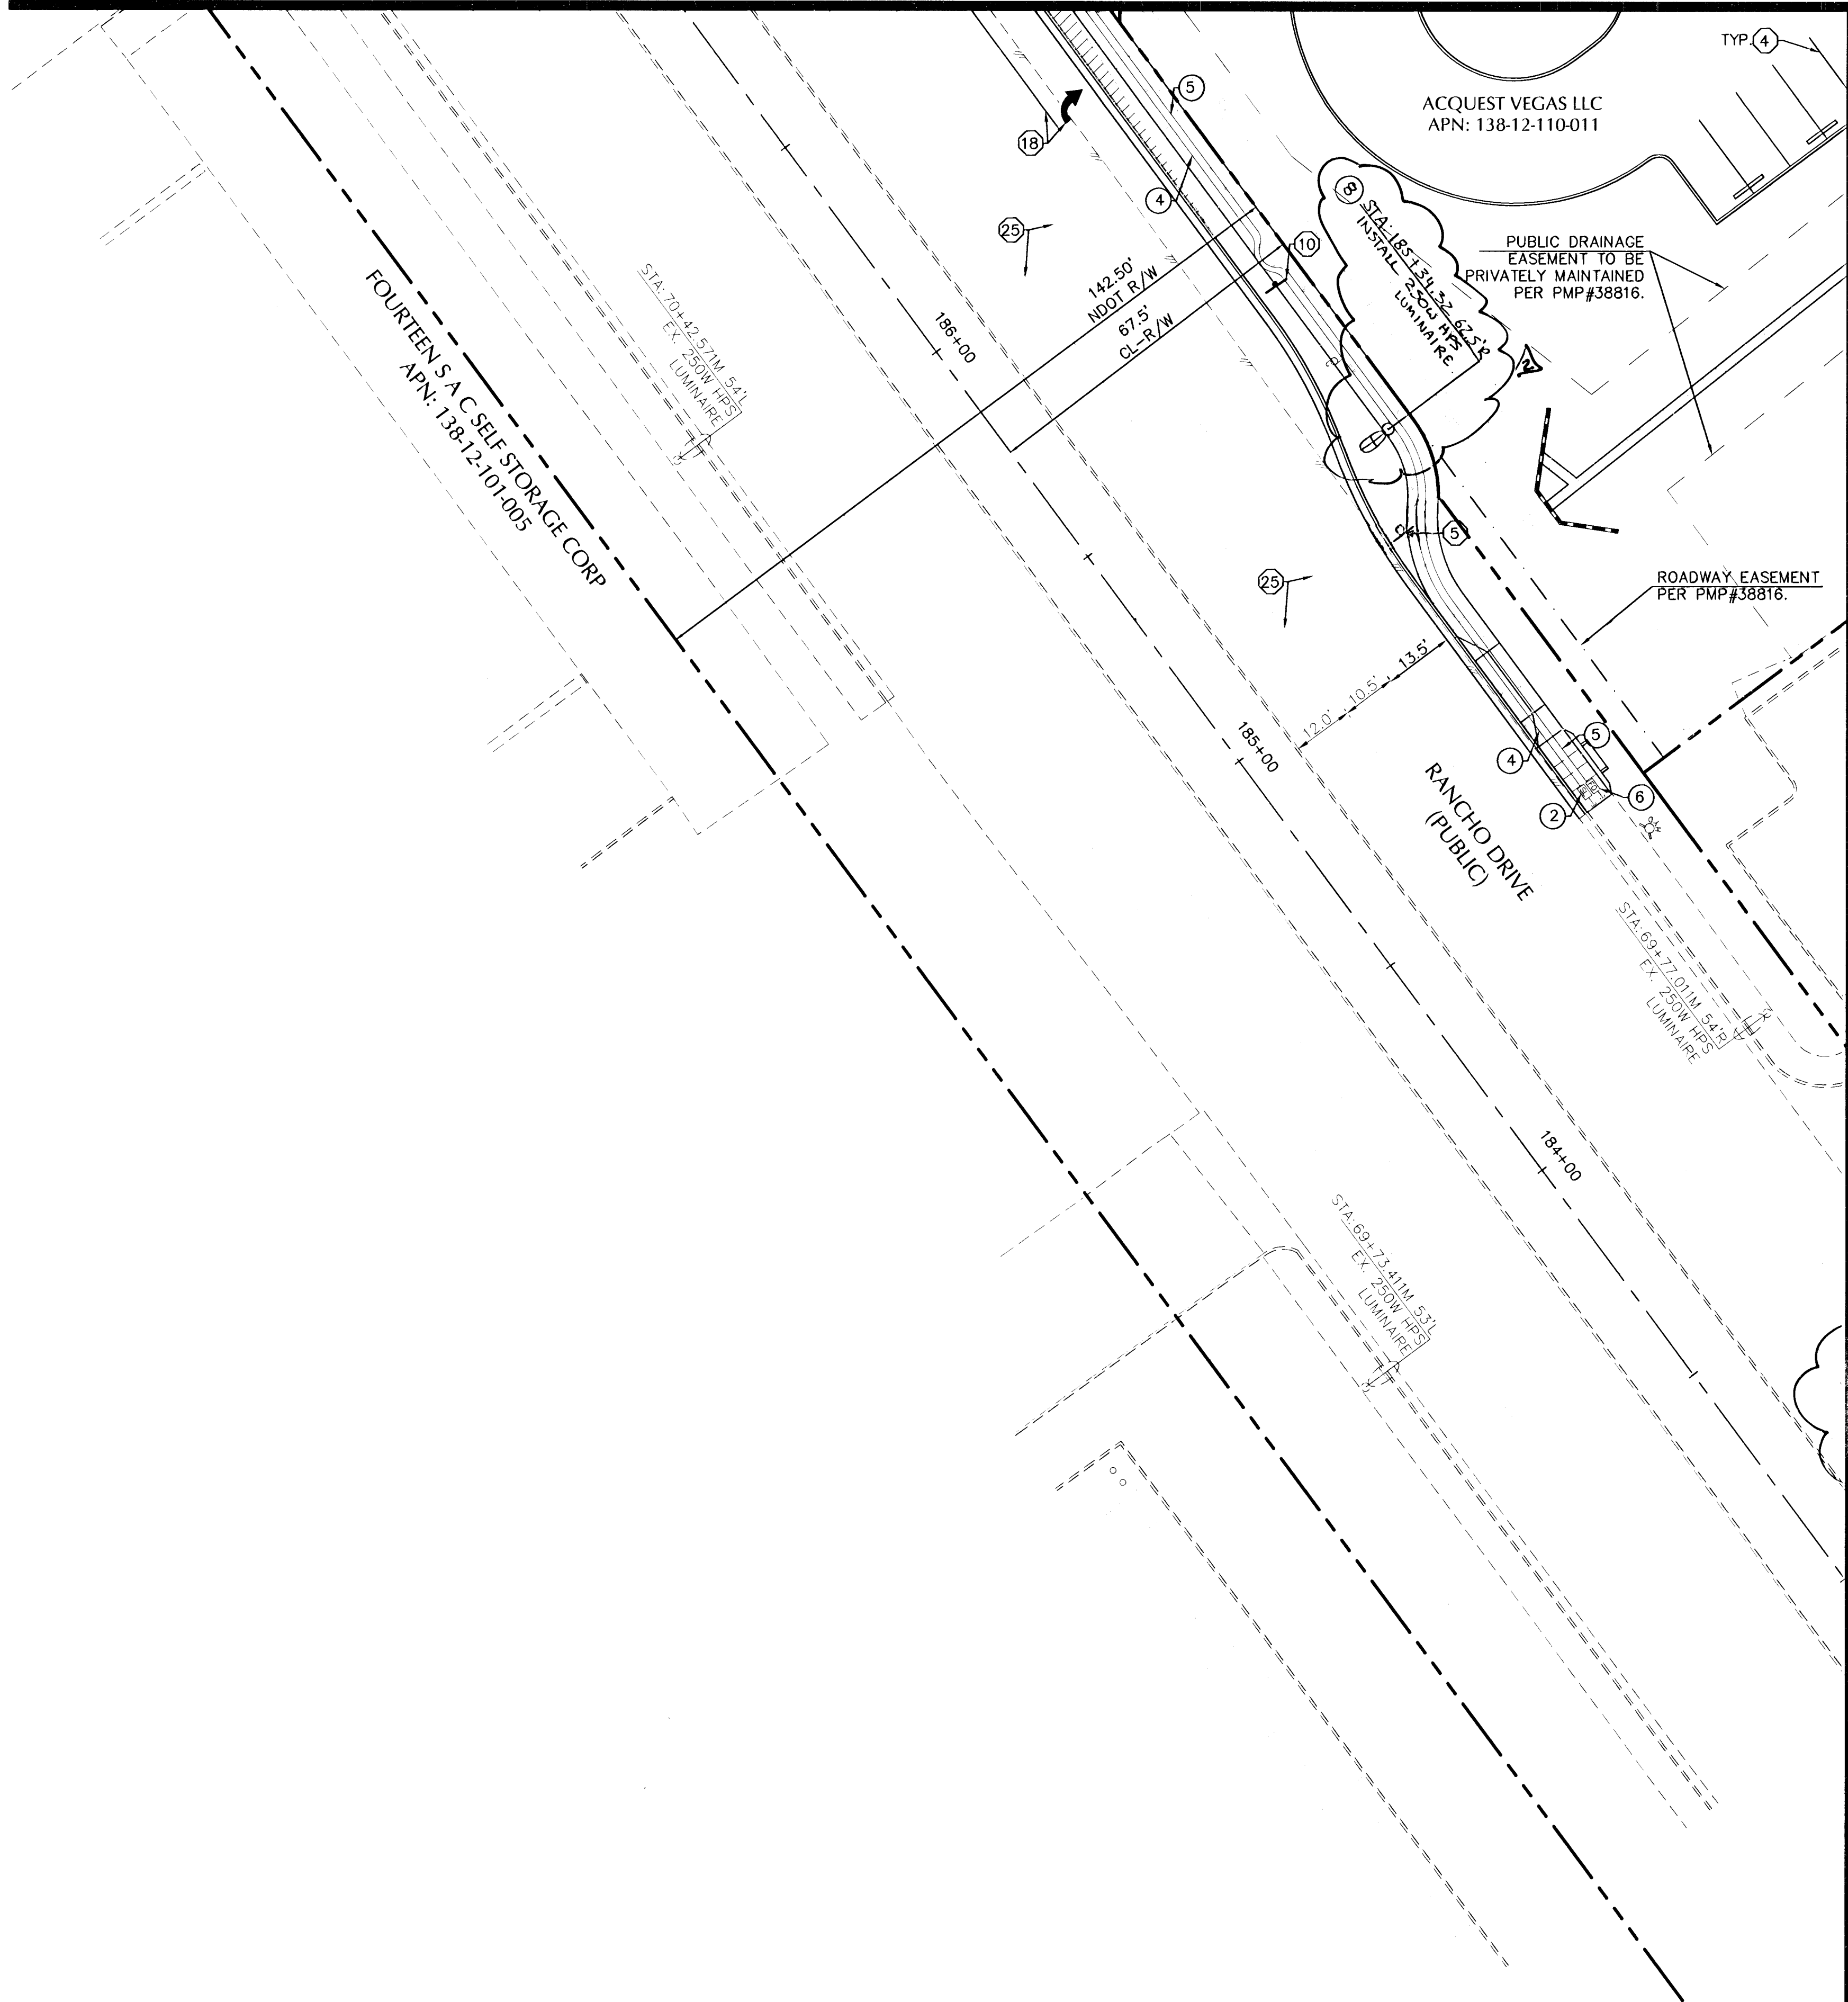 TYP. 4
ACQUEST VEGAS LLC
APN: 138-12-110-011
5
18
4
25
10
142.50'
NDOT R/W
67.5'
CL-R/W
8
STA: 185+34.32 67.5'R
INSTALL 250W HPS
LUMINAIRE
2
PUBLIC DRAINAGE
EASEMENT TO BE
PRIVATELY MAINTAINED
PER PMP#38816.
STA: 70+42.571M 54'L
EX. 250W HPS
LUMINAIRE
FOURTEEN S A C SELF STORAGE CORP
APN: 138-12-101-005
186+00
5
25
ROADWAY EASEMENT
PER PMP#38816.
12.0'
10.5'
13.5'
185+00
4
5
2
6
RANCHO DRIVE
(PUBLIC)
STA: 69+77.011M 54'R
EX. 250W HPS
LUMINAIRE
184+00
STA: 69+73.411M 53'L
EX. 250W HPS
LUMINAIRE